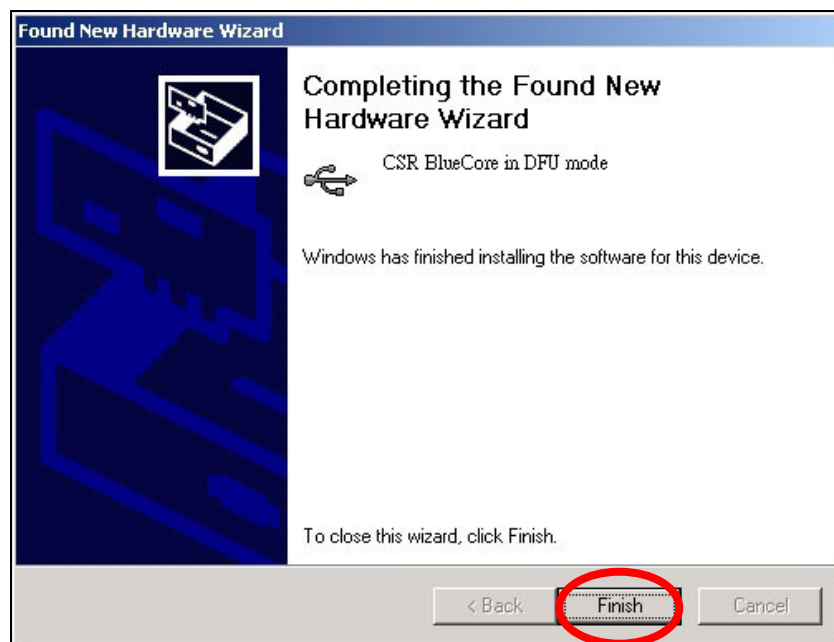 Found New Hardware Wizard
Completing the Found New
Hardware Wizard
CSR BlueCore in DFU mode
Windows has finished installing the software for this device.
To close this wizard, click Finish.
< Back
Finish
Cancel